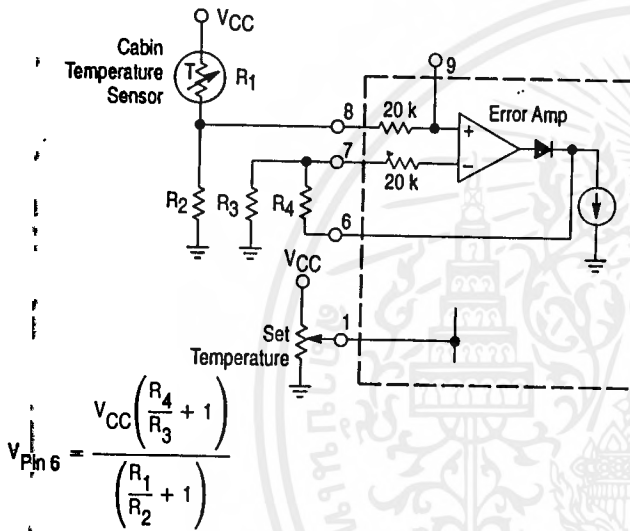 VCC
Cabin
Temperature
Sensor
T
R1
9
8
20 k
Error Amp
+
7
−
20 k
R2
R3
R4
6
VCC
1
Set
Temperature
VPin 6 = VCC(R4/R3 + 1) / (R1/R2 + 1)